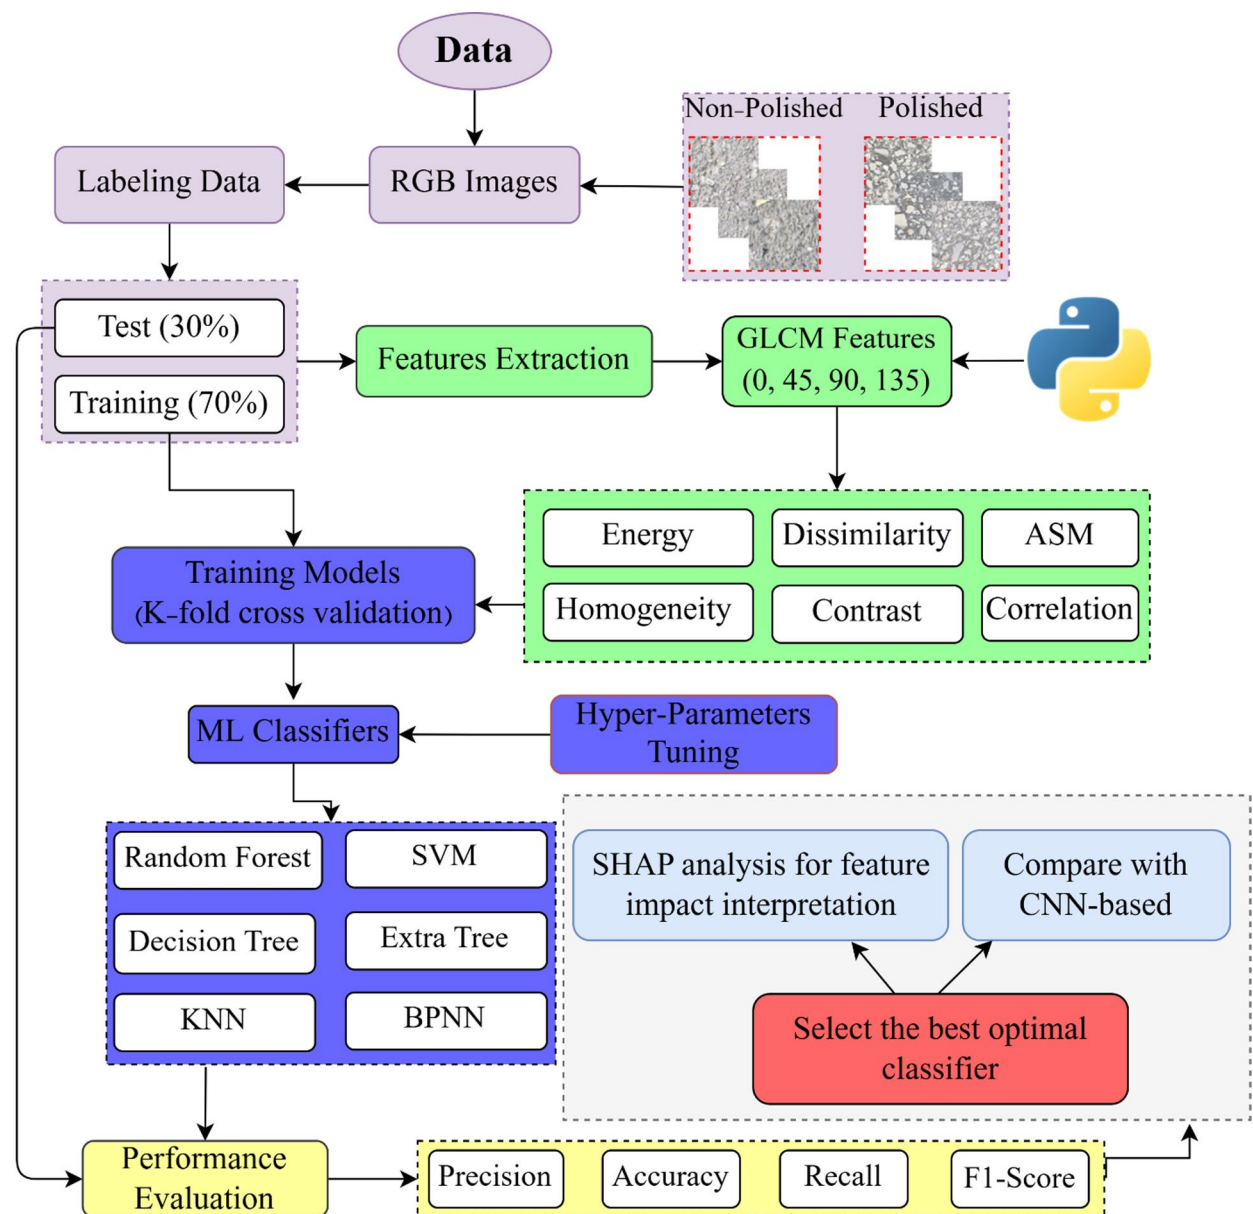 Data
Non-Polished
Polished
Labeling Data
RGB Images
Test (30%)
Training (70%)
Features Extraction
GLCM Features
(0, 45, 90, 135)
Energy
Dissimilarity
ASM
Homogeneity
Contrast
Correlation
Training Models
(K-fold cross validation)
ML Classifiers
Hyper-Parameters
Tuning
Random Forest
SVM
Decision Tree
Extra Tree
KNN
BPNN
SHAP analysis for feature
impact interpretation
Compare with
CNN-based
Select the best optimal
classifier
Performance
Evaluation
Precision
Accuracy
Recall
F1-Score